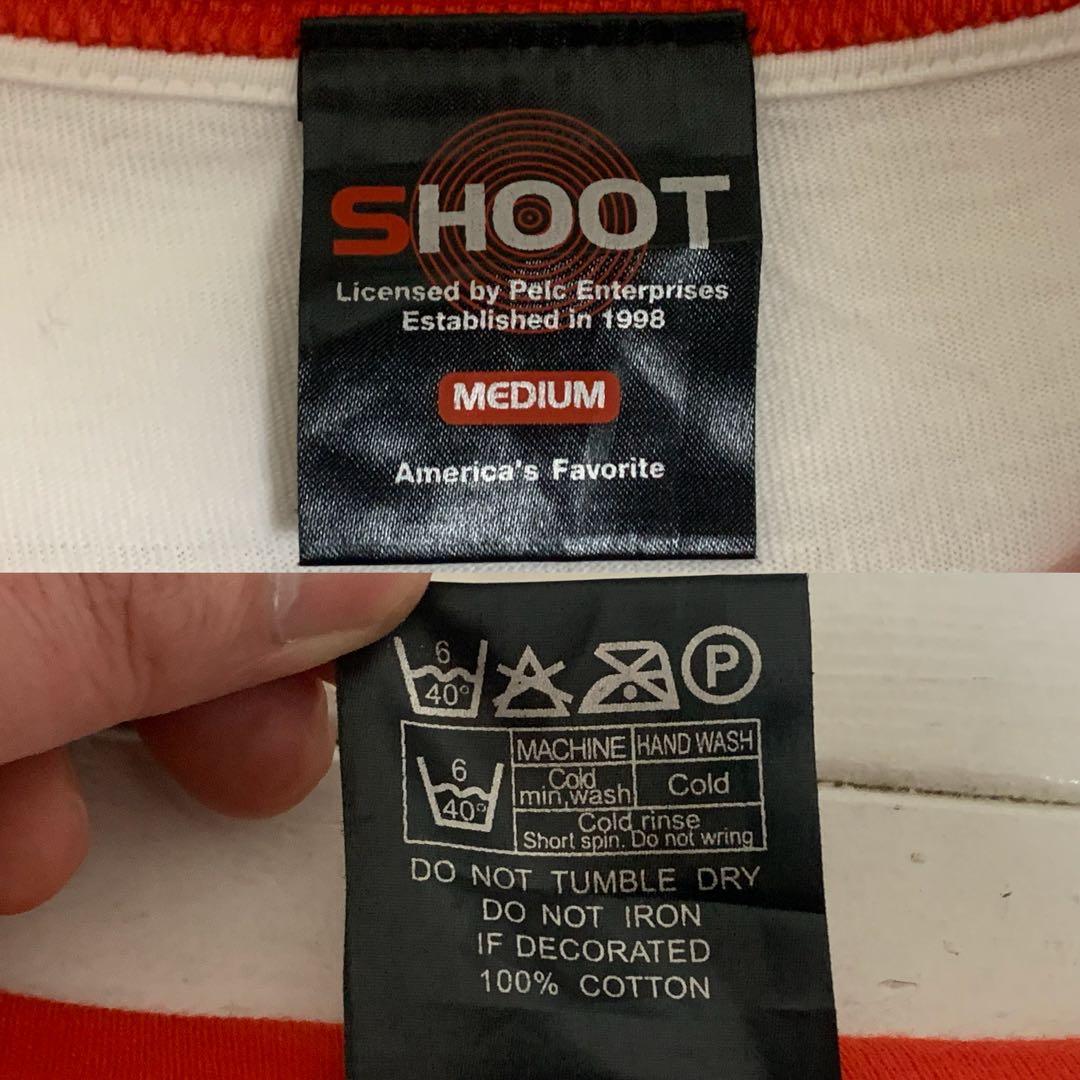 SHOOT
Licensed by Pelc Enterprises
Established in 1998
MEDIUM
America's Favorite
6
40°
P
6
40°
MACHINE HAND WASH
Cold
min,wash
Cold
Cold rinse
Short spin. Do not wring
DO NOT TUMBLE DRY
DO NOT IRON
IF DECORATED
100% COTTON